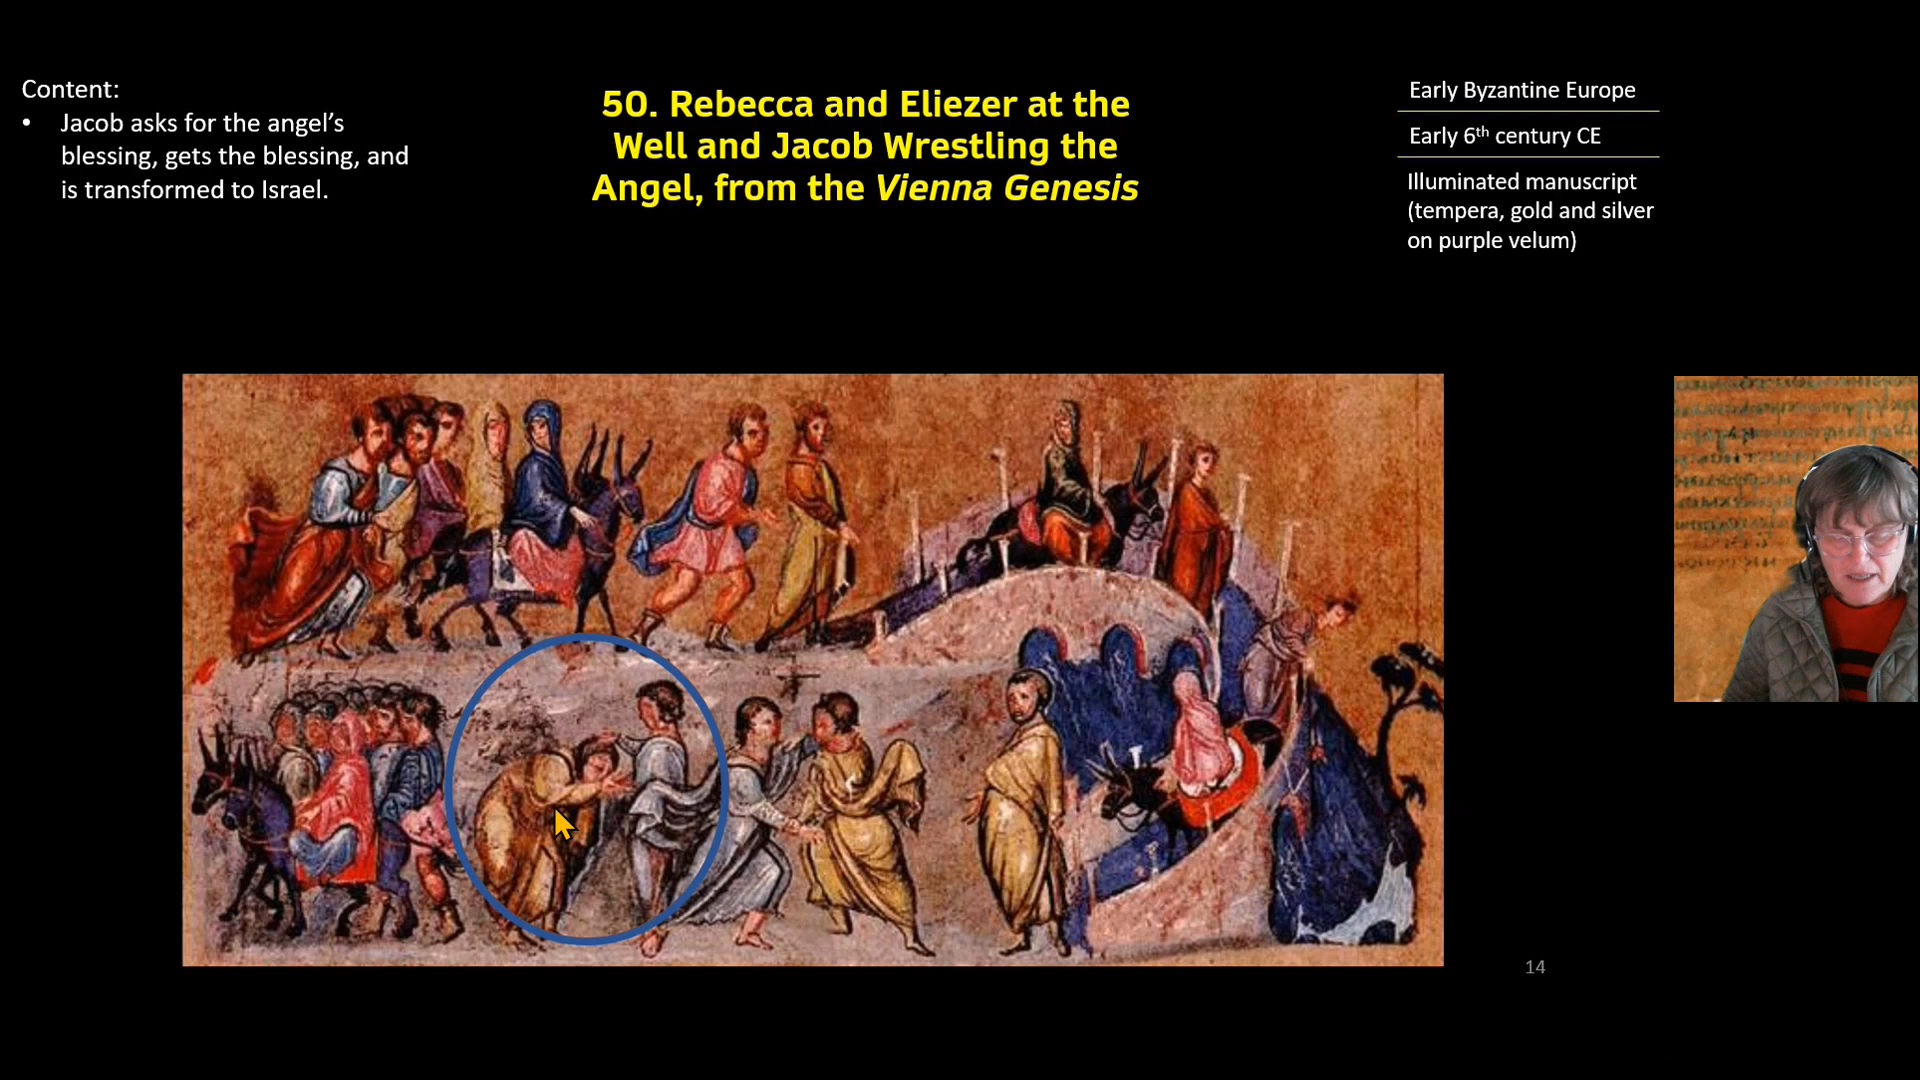 Content:
• Jacob asks for the angel’s
blessing, gets the blessing, and
is transformed to Israel.
50. Rebecca and Eliezer at the
Well and Jacob Wrestling the
Angel, from the Vienna Genesis
Early Byzantine Europe
Early 6th century CE
Illuminated manuscript
(tempera, gold and silver
on purple velum)
14